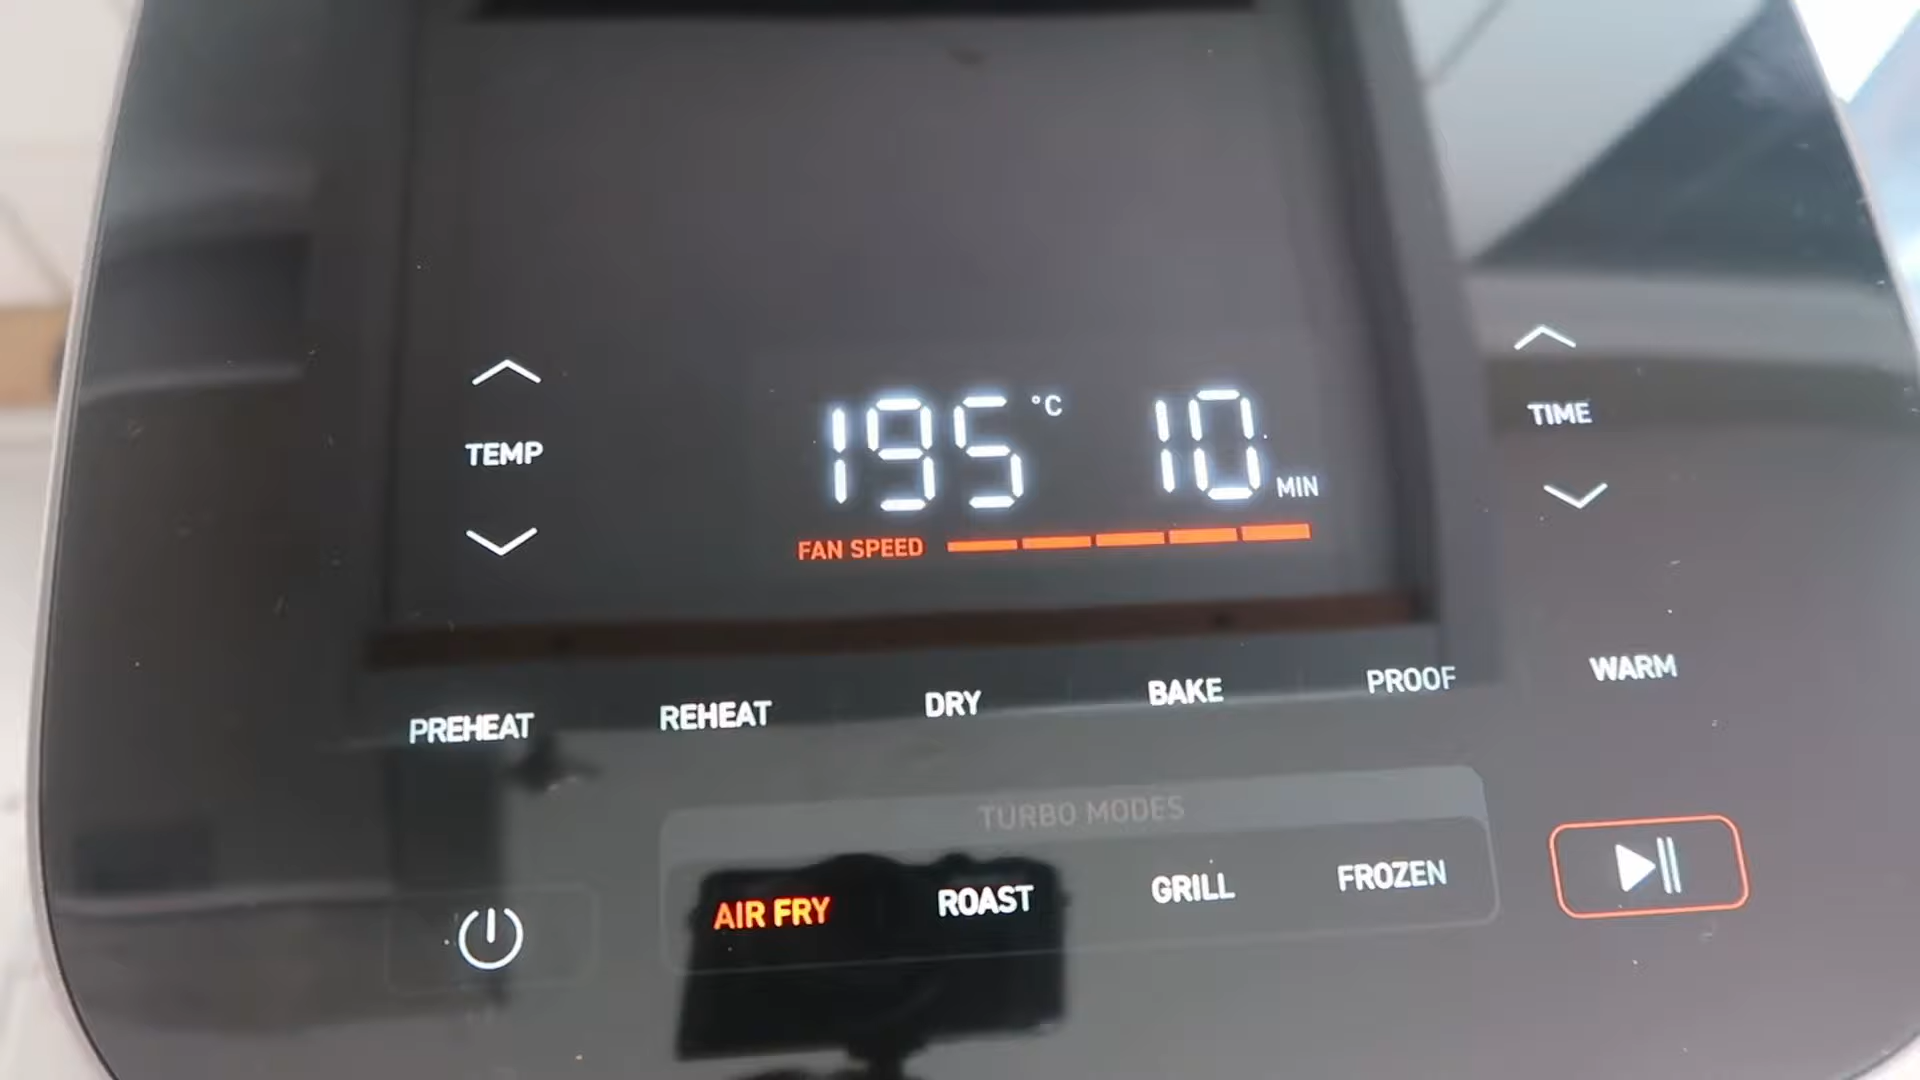 TEMP
195 °C 10 MIN
TIME
FAN SPEED
PREHEAT REHEAT DRY BAKE PROOF WARM
TURBO MODES
AIR FRY ROAST GRILL FROZEN